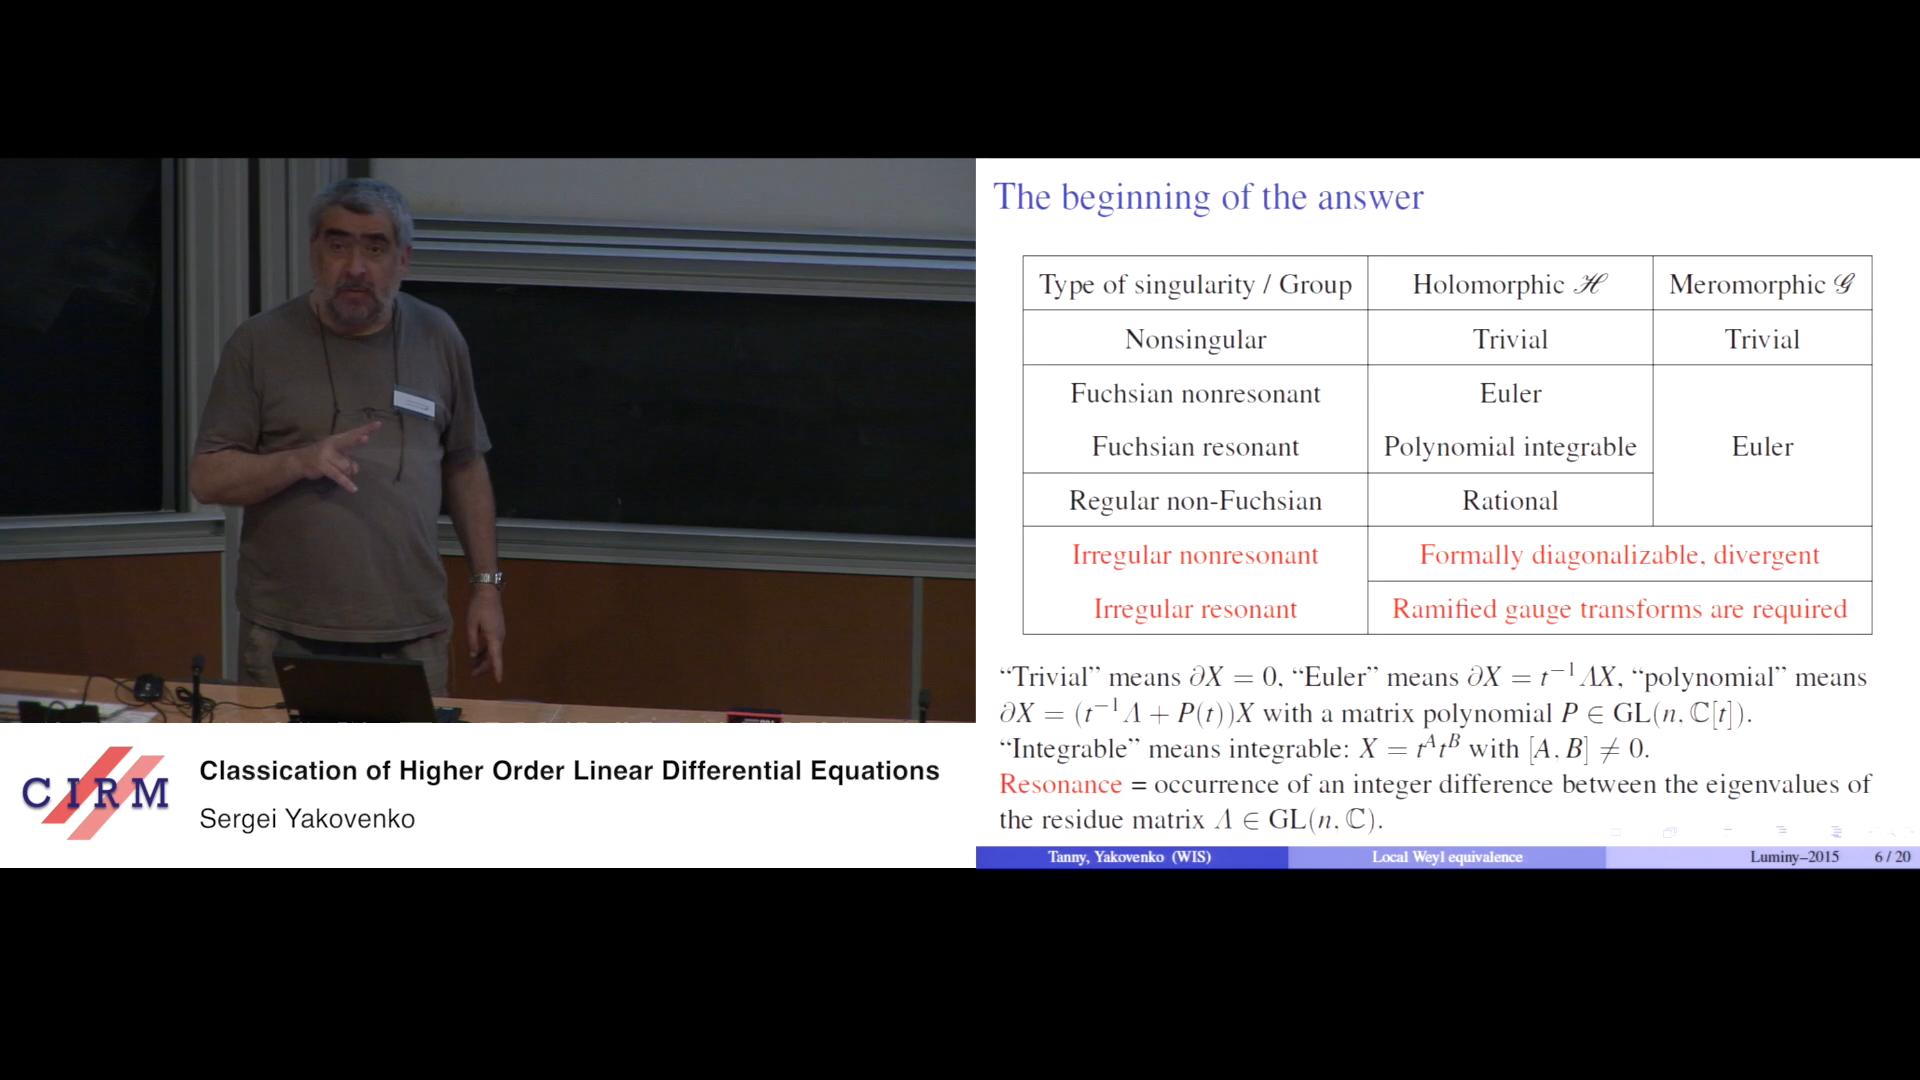 The beginning of the answer
Type of singularity / Group Holomorphic ℋ Meromorphic 𝒢
Nonsingular Trivial Trivial
Fuchsian nonresonant Euler
Fuchsian resonant Polynomial integrable Euler
Regular non-Fuchsian Rational
Irregular nonresonant Formally diagonalizable, divergent
Irregular resonant Ramified gauge transforms are required
“Trivial” means ∂X = 0, “Euler” means ∂X = t⁻¹ΛX, “polynomial” means
∂X = (t⁻¹Λ + P(t))X with a matrix polynomial P ∈ GL(n, ℂ[t]).
“Integrable” means integrable: X = t^A t^B with [A, B] ≠ 0.
Resonance = occurrence of an integer difference between the eigenvalues of
the residue matrix Λ ∈ GL(n, ℂ).
Tanny, Yakovenko (WIS) Local Weyl equivalence Luminy–2015 6 / 20
CIRM
Classication of Higher Order Linear Differential Equations
Sergei Yakovenko